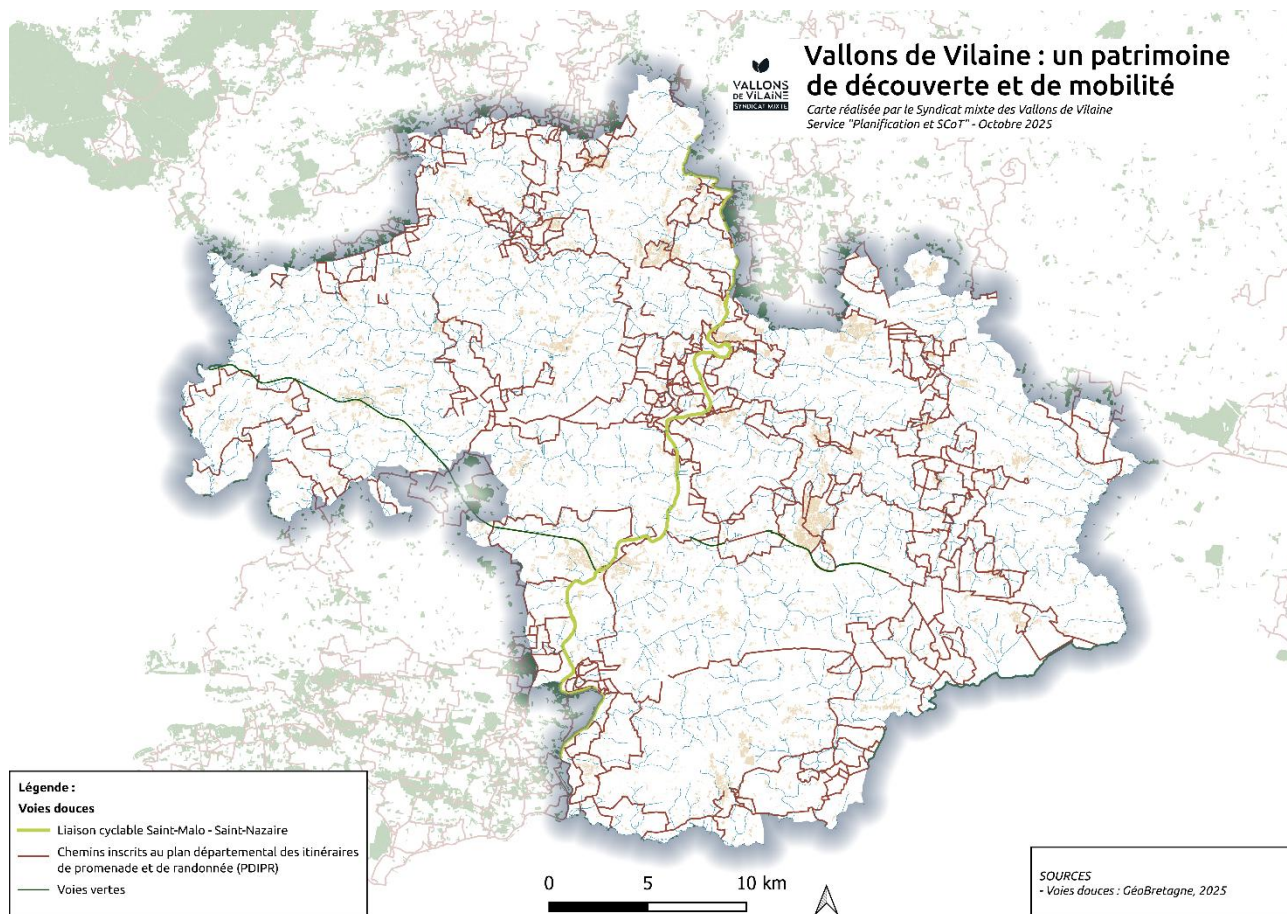 VALLONS
DE VILAINE
SYNDICAT MIXTE
Vallons de Vilaine : un patrimoine
de découverte et de mobilité
Carte réalisée par le Syndicat mixte des Vallons de Vilaine
Service "Planification et SCoT" - Octobre 2025
Légende :
Voies douces
Liaison cyclable Saint-Malo - Saint-Nazaire
Chemins inscrits au plan départemental des itinéraires
de promenade et de randonnée (PDIPR)
Voies vertes
0 5 10 km
SOURCES
- Voies douces : GéoBretagne, 2025